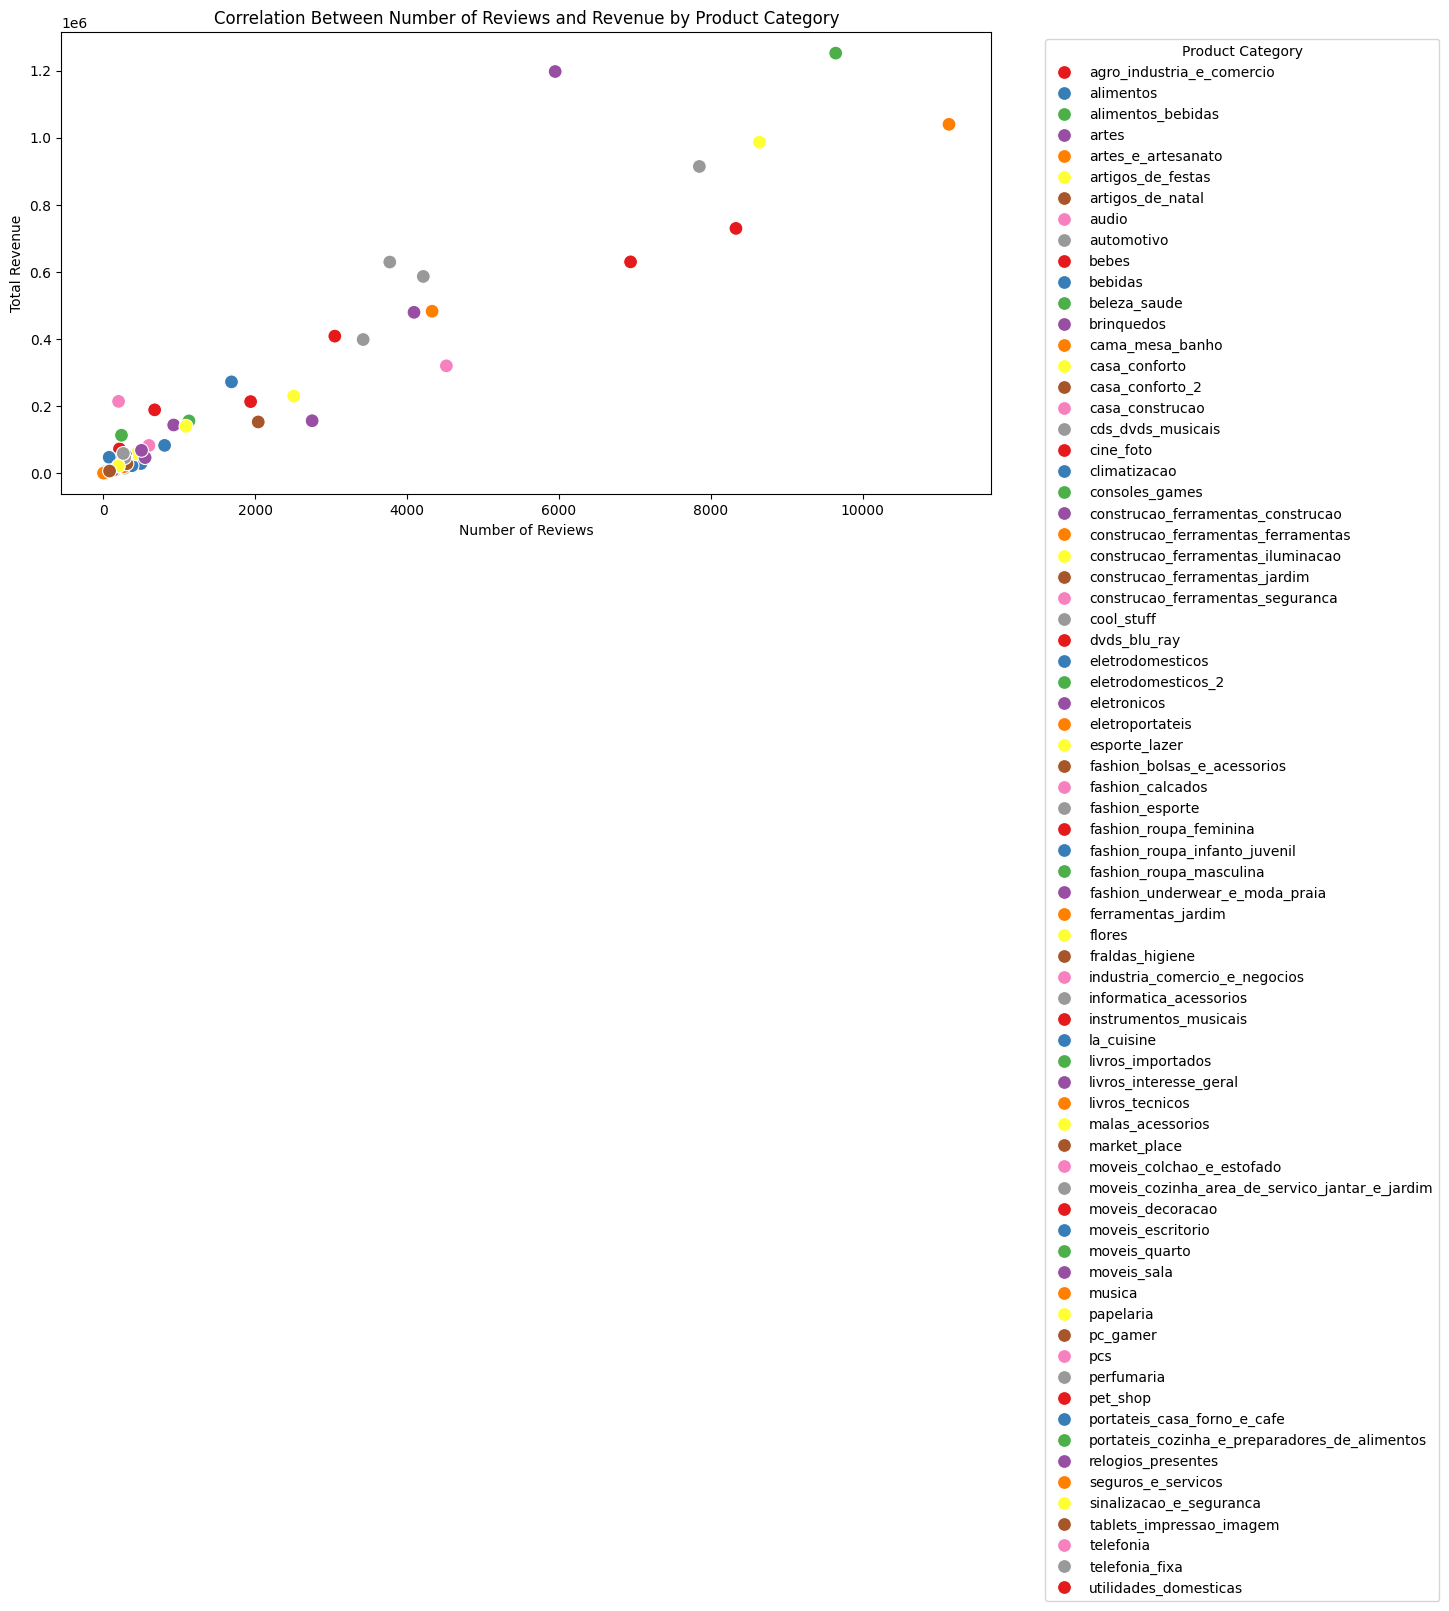 Correlation Between Number of Reviews and Revenue by Product Category
1e6
1.2
1.0
0.8
0.6
0.4
0.2
0.0
Total Revenue
0 2000 4000 6000 8000 10000
Number of Reviews
Product Category
agro_industria_e_comercio
alimentos
alimentos_bebidas
artes
artes_e_artesanato
artigos_de_festas
artigos_de_natal
audio
automotivo
bebes
bebidas
beleza_saude
brinquedos
cama_mesa_banho
casa_conforto
casa_conforto_2
casa_construcao
cds_dvds_musicais
cine_foto
climatizacao
consoles_games
construcao_ferramentas_construcao
construcao_ferramentas_ferramentas
construcao_ferramentas_iluminacao
construcao_ferramentas_jardim
construcao_ferramentas_seguranca
cool_stuff
dvds_blu_ray
eletrodomesticos
eletrodomesticos_2
eletronicos
eletroportateis
esporte_lazer
fashion_bolsas_e_acessorios
fashion_calcados
fashion_esporte
fashion_roupa_feminina
fashion_roupa_infanto_juvenil
fashion_roupa_masculina
fashion_underwear_e_moda_praia
ferramentas_jardim
flores
fraldas_higiene
industria_comercio_e_negocios
informatica_acessorios
instrumentos_musicais
la_cuisine
livros_importados
livros_interesse_geral
livros_tecnicos
malas_acessorios
market_place
moveis_colchao_e_estofado
moveis_cozinha_area_de_servico_jantar_e_jardim
moveis_decoracao
moveis_escritorio
moveis_quarto
moveis_sala
musica
papelaria
pc_gamer
pcs
perfumaria
pet_shop
portateis_casa_forno_e_cafe
portateis_cozinha_e_preparadores_de_alimentos
relogios_presentes
seguros_e_servicos
sinalizacao_e_seguranca
tablets_impressao_imagem
telefonia
telefonia_fixa
utilidades_domesticas